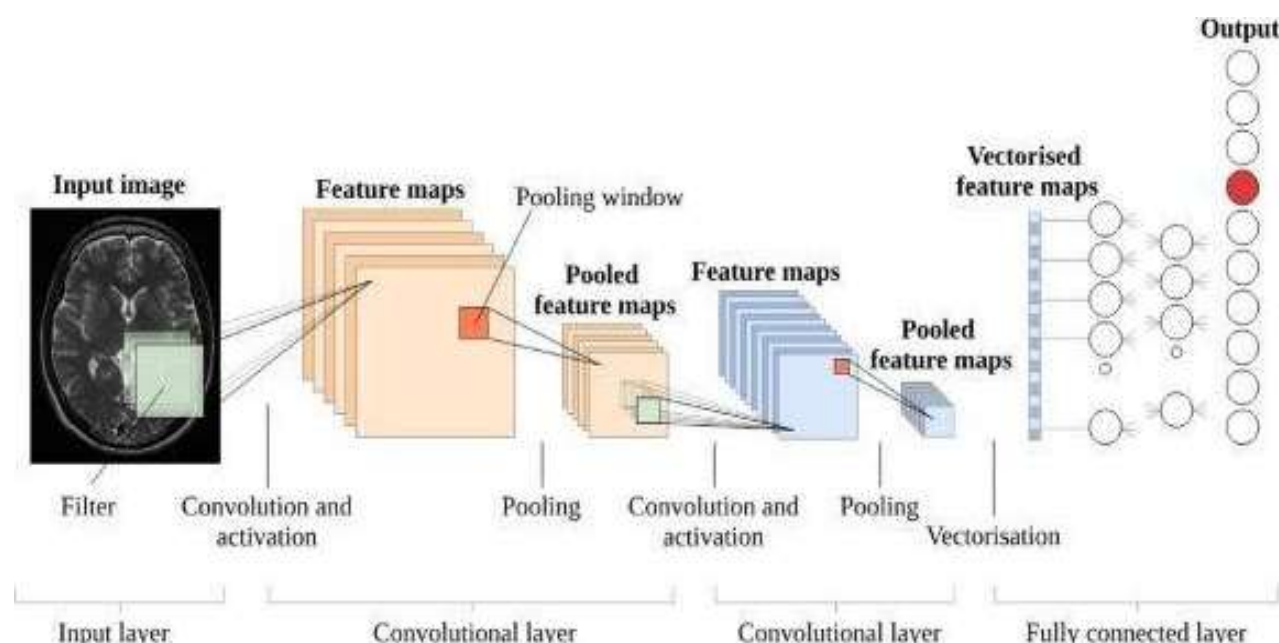 Output
Vectorised
feature maps
Input image
Feature maps
Pooling window
Pooled
feature maps
Feature maps
Pooled
feature maps
Filter
Convolution and
activation
Pooling
Convolution and
activation
Pooling
Vectorisation
Input layer
Convolutional layer
Convolutional layer
Fully connected layer